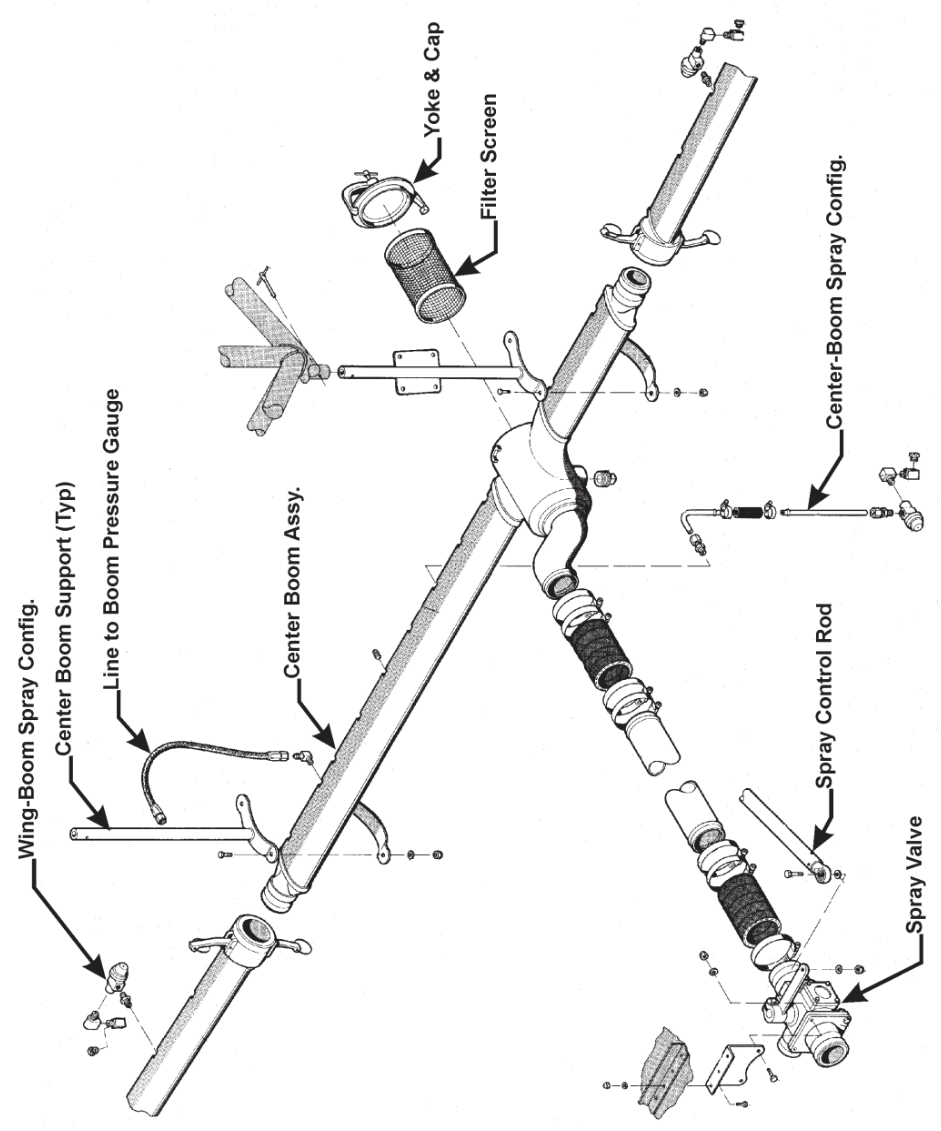 Wing-Boom Spray Config.
Center Boom Support (Typ)
Line to Boom Pressure Gauge
Center Boom Assy.
Yoke & Cap
Filter Screen
Center-Boom Spray Config.
Spray Control Rod
Spray Valve